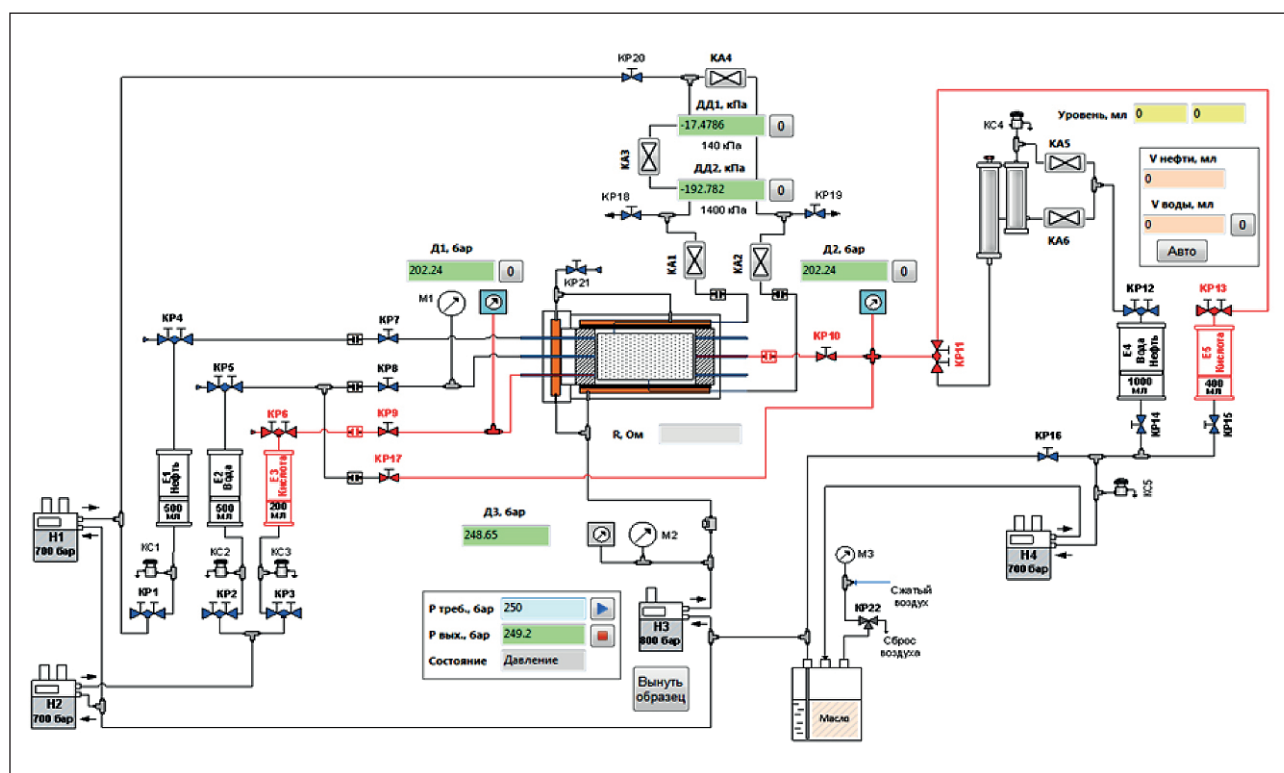 КР20
КА4
ДД1, кПа
-17.4786
0
140 кПа
КА3
ДД2, кПа
-192.782
0
1400 кПа
КР18
КР19
КА1
КА2
КС4
Уровень, мл
0
0
КА5
КА6
V нефти, мл
0
V воды, мл
0
0
Авто
Д1, бар
202.24
0
Д2, бар
202.24
0
КР21
М1
КР4
КР7
КР5
КР8
КР6
КР9
КР17
КР10
КР11
КР12
КР13
Е4
Вода
Нефть
1000
мл
Е5
Кислота
400
мл
КР14
КР15
КР16
R, Ом
Е1
Нефть
500
мл
Е2
Вода
500
мл
Е3
Кислота
200
мл
Н1
700 бар
КС1
КС2
КС3
КР1
КР2
КР3
Н2
700 бар
Д3, бар
248.65
М2
Р треб., бар
250
Р вых., бар
249.2
Состояние
Давление
Н3
800 бар
Вынуть
образец
М3
Сжатый
воздух
КР22
Сброс
воздуха
Масло
Н4
700 бар
КС5